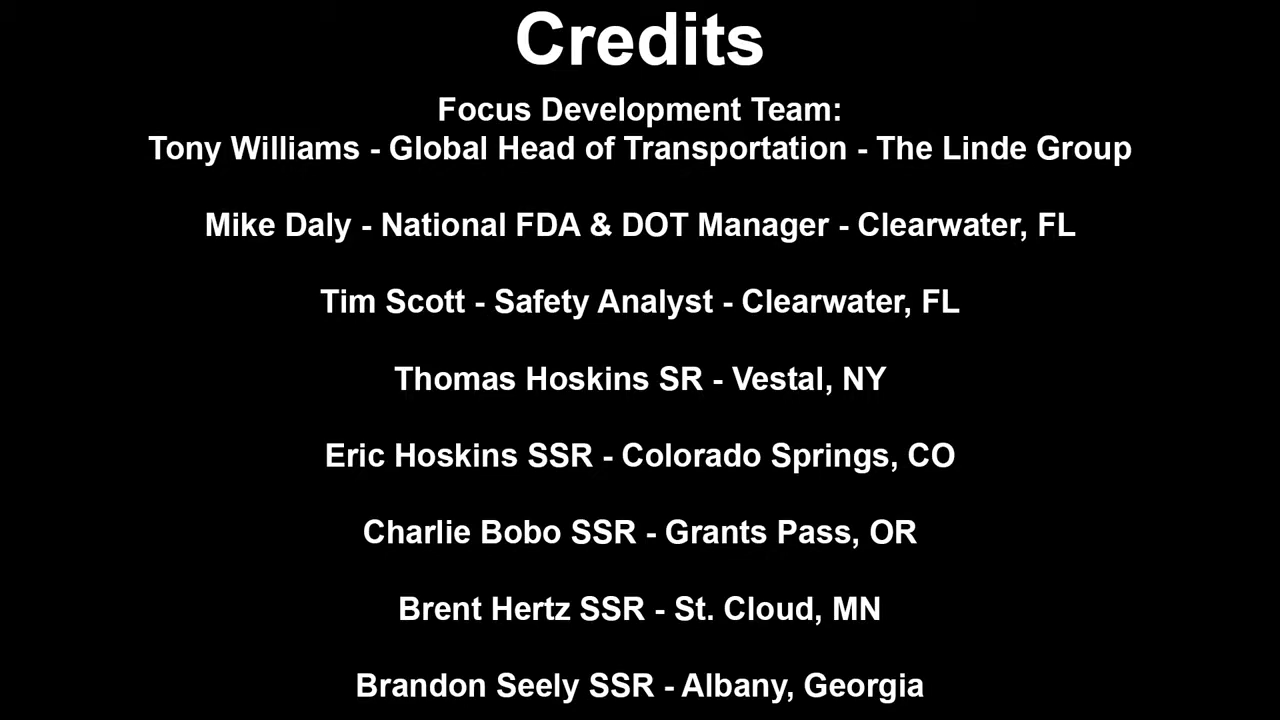 Credits
Focus Development Team:
Tony Williams - Global Head of Transportation - The Linde Group
Mike Daly - National FDA & DOT Manager - Clearwater, FL
Tim Scott - Safety Analyst - Clearwater, FL
Thomas Hoskins SR - Vestal, NY
Eric Hoskins SSR - Colorado Springs, CO
Charlie Bobo SSR - Grants Pass, OR
Brent Hertz SSR - St. Cloud, MN
Brandon Seely SSR - Albany, Georgia